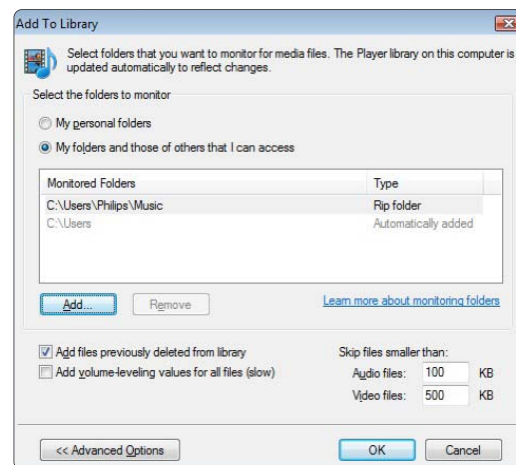 Add To Library
Select folders that you want to monitor for media files. The Player library on this computer is
updated automatically to reflect changes.
Select the folders to monitor
My personal folders
My folders and those of others that I can access
Monitored Folders Type
C:\Users\Philips\Music Rip folder
C:\Users Automatically added
Add... Remove Learn more about monitoring folders
Add files previously deleted from library Skip files smaller than:
Add volume-leveling values for all files (slow) Audio files: 100 KB
Video files: 500 KB
<< Advanced Options OK Cancel